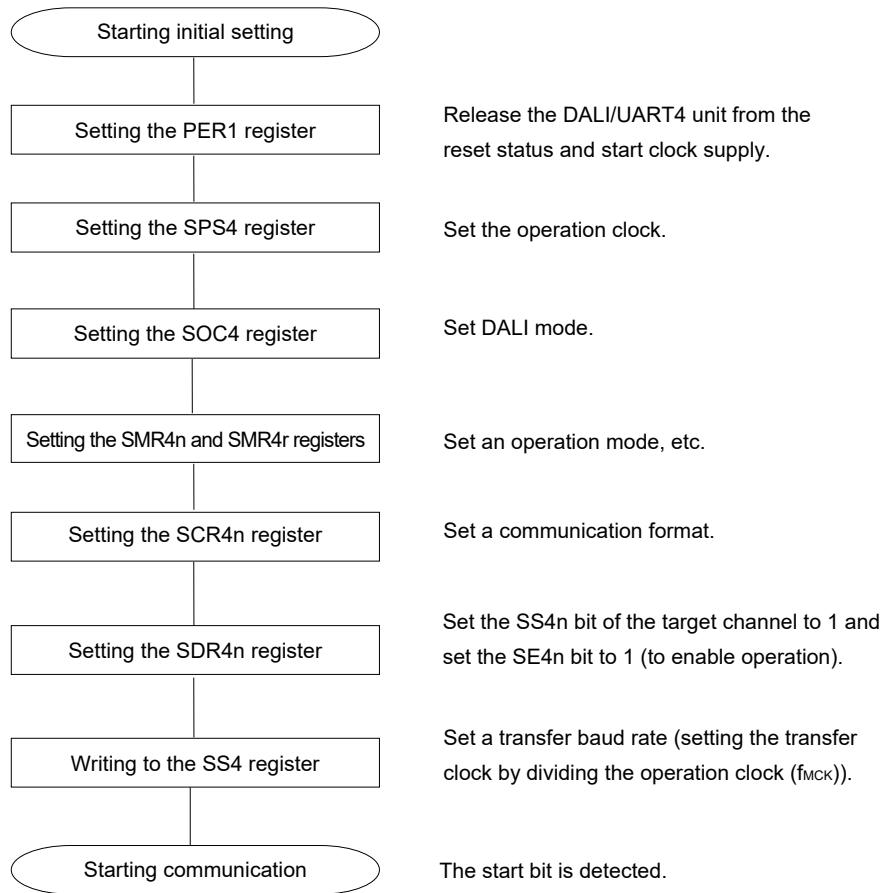 Starting initial setting
Setting the PER1 register
Release the DALI/UART4 unit from the
reset status and start clock supply.
Setting the SPS4 register
Set the operation clock.
Setting the SOC4 register
Set DALI mode.
Setting the SMR4n and SMR4r registers
Set an operation mode, etc.
Setting the SCR4n register
Set a communication format.
Setting the SDR4n register
Set the SS4n bit of the target channel to 1 and
set the SE4n bit to 1 (to enable operation).
Writing to the SS4 register
Set a transfer baud rate (setting the transfer
clock by dividing the operation clock (fMCK)).
Starting communication
The start bit is detected.